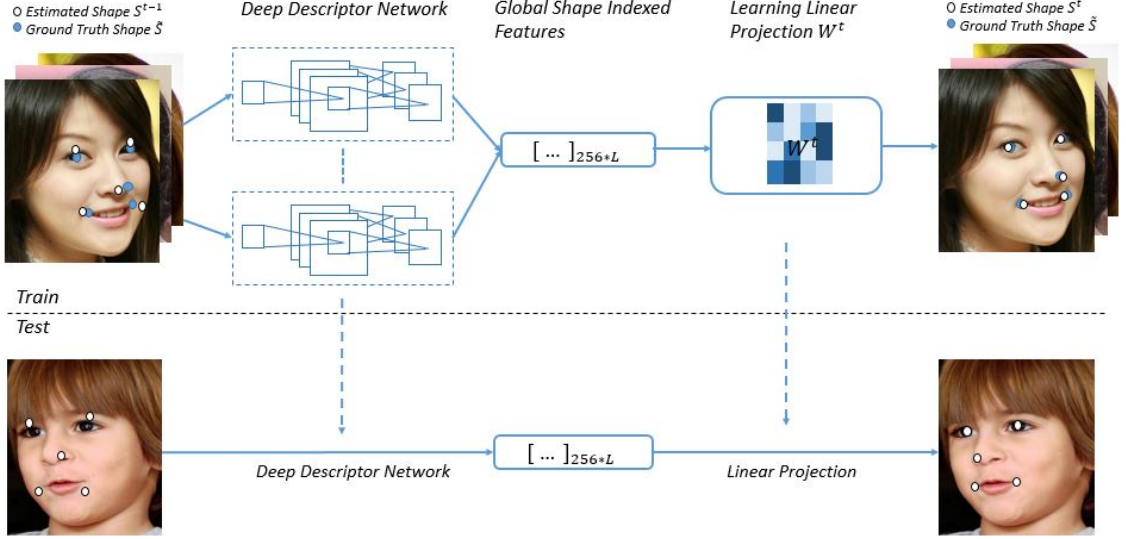 Estimated Shape S^{t-1}
Ground Truth Shape S̃
Deep Descriptor Network
Global Shape Indexed
Features
Learning Linear
Projection W^t
Estimated Shape S^t
Ground Truth Shape S̃
[ ... ]_{256*L}
W^t
Train
Test
[ ... ]_{256*L}
Deep Descriptor Network
Linear Projection